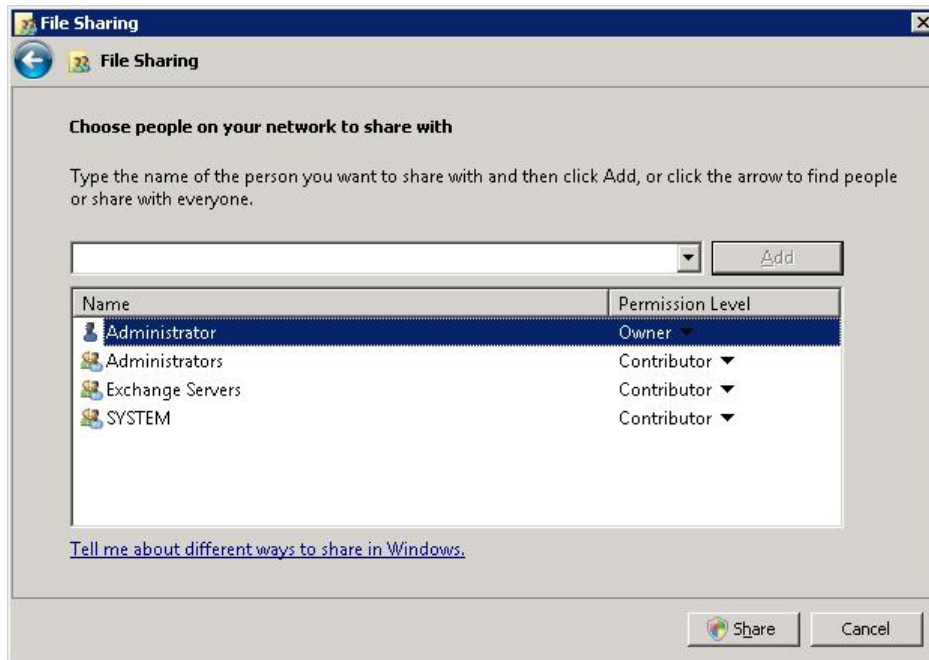 File Sharing
File Sharing
Choose people on your network to share with
Type the name of the person you want to share with and then click Add, or click the arrow to find people
or share with everyone.
Add
Name Permission Level
Administrator Owner
Administrators Contributor
Exchange Servers Contributor
SYSTEM Contributor
Tell me about different ways to share in Windows.
Share Cancel